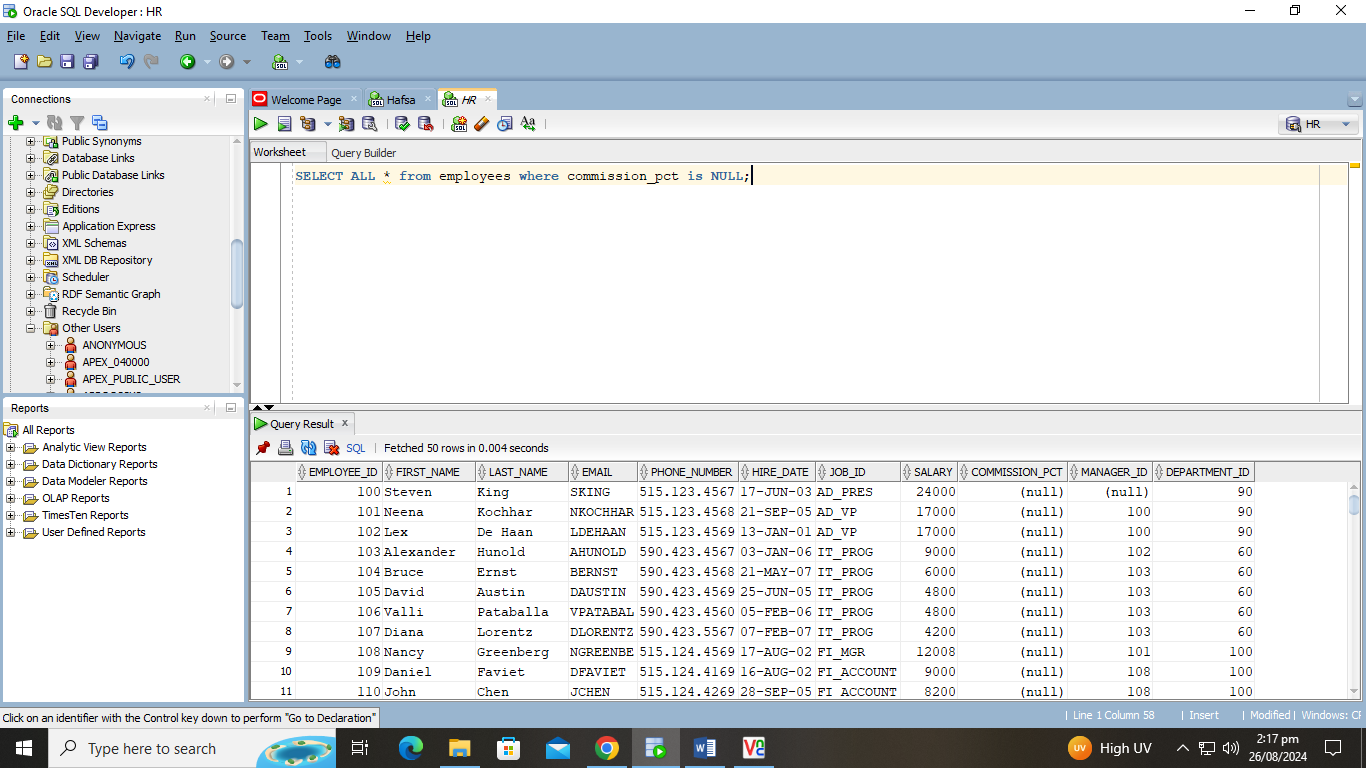 Oracle SQL Developer : HR
File Edit View Navigate Run Source Team Tools Window Help
Connections
Welcome Page
Hafsa
HR
HR
Public Synonyms
Database Links
Public Database Links
Directories
Editions
Application Express
XML Schemas
XML DB Repository
Scheduler
RDF Semantic Graph
Recycle Bin
Other Users
ANONYMOUS
APEX_040000
APEX_PUBLIC_USER
Worksheet Query Builder
SELECT ALL * from employees where commission_pct is NULL;
Reports
All Reports
Analytic View Reports
Data Dictionary Reports
Data Modeler Reports
OLAP Reports
TimesTen Reports
User Defined Reports
Query Result
SQL | Fetched 50 rows in 0.004 seconds
EMPLOYEE_ID FIRST_NAME LAST_NAME EMAIL PHONE_NUMBER HIRE_DATE JOB_ID SALARY COMMISSION_PCT MANAGER_ID DEPARTMENT_ID
1 100 Steven King SKING 515.123.4567 17-JUN-03 AD_PRES 24000 (null) (null) 90
2 101 Neena Kochhar NKOCHHAR 515.123.4568 21-SEP-05 AD_VP 17000 (null) 100 90
3 102 Lex De Haan LDEHAAN 515.123.4569 13-JAN-01 AD_VP 17000 (null) 100 90
4 103 Alexander Hunold AHUNOLD 590.423.4567 03-JAN-06 IT_PROG 9000 (null) 102 60
5 104 Bruce Ernst BERNST 590.423.4568 21-MAY-07 IT_PROG 6000 (null) 103 60
6 105 David Austin DAUSTIN 590.423.4569 25-JUN-05 IT_PROG 4800 (null) 103 60
7 106 Valli Pataballa VPATABAL 590.423.4560 05-FEB-06 IT_PROG 4800 (null) 103 60
8 107 Diana Lorentz DLORENTZ 590.423.5567 07-FEB-07 IT_PROG 4200 (null) 103 60
9 108 Nancy Greenberg NGREENBE 515.124.4569 17-AUG-02 FI_MGR 12008 (null) 101 100
10 109 Daniel Faviet DFAVIET 515.124.4169 16-AUG-02 FI_ACCOUNT 9000 (null) 108 100
11 110 John Chen JCHEN 515.124.4269 28-SEP-05 FI_ACCOUNT 8200 (null) 108 100
Click on an identifier with the Control key down to perform "Go to Declaration"
| Line 1 Column 58 | Insert | Modified | Windows: CF
Type here to search
UV High UV
2:17 pm
26/08/2024